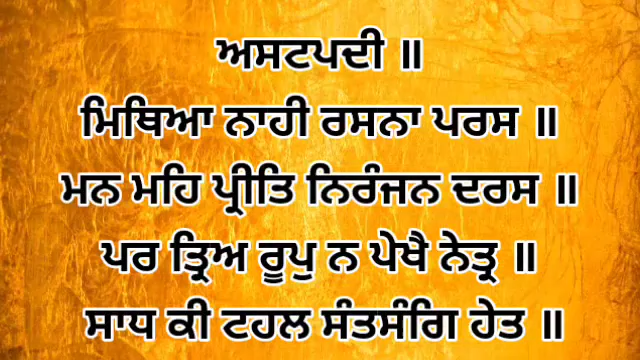 ਅਸਟਪਦੀ ॥
ਮਿਥਿਆ ਨਾਹੀ ਰਸਨਾ ਪਰਸ ॥
ਮਨ ਮਹਿ ਪ੍ਰੀਤਿ ਨਿਰੰਜਨ ਦਰਸ ॥
ਪਰ ਤ੍ਰਿਅ ਰੂਪੁ ਨ ਪੇਖੈ ਨੇਤ੍ਰ ॥
ਸਾਧ ਕੀ ਟਹਲ ਸੰਤਸੰਗਿ ਹੇਤ ॥